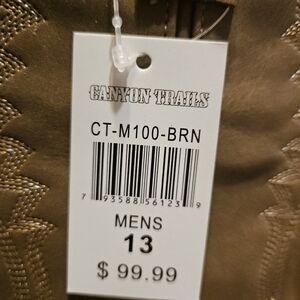 CANYON TRAILS
CT-M100-BRN
7 93588 56123 9
MENS
13
$ 99.99